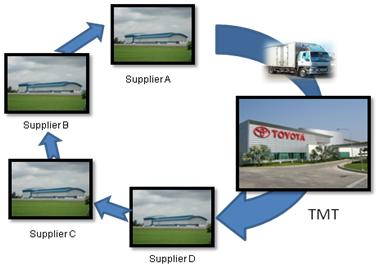 Supplier A
Supplier B
TOYOTA
TMT
Supplier C
Supplier D